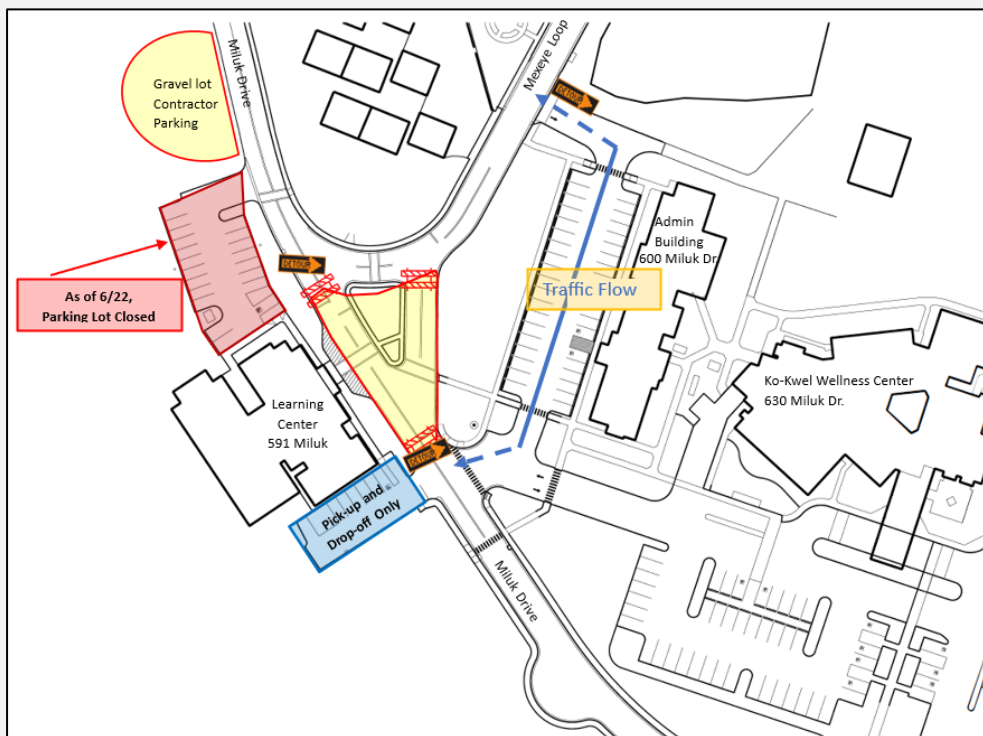 Miluk Drive
Mexeye Loop
Gravel lot
Contractor
Parking
DETOUR
DETOUR
As of 6/22,
Parking Lot Closed
Admin
Building
600 Miluk Dr
Traffic Flow
Ko-Kwel Wellness Center
630 Miluk Dr.
Learning
Center
591 Miluk
DETOUR
Pick-up and
Drop-off Only
Miluk Drive